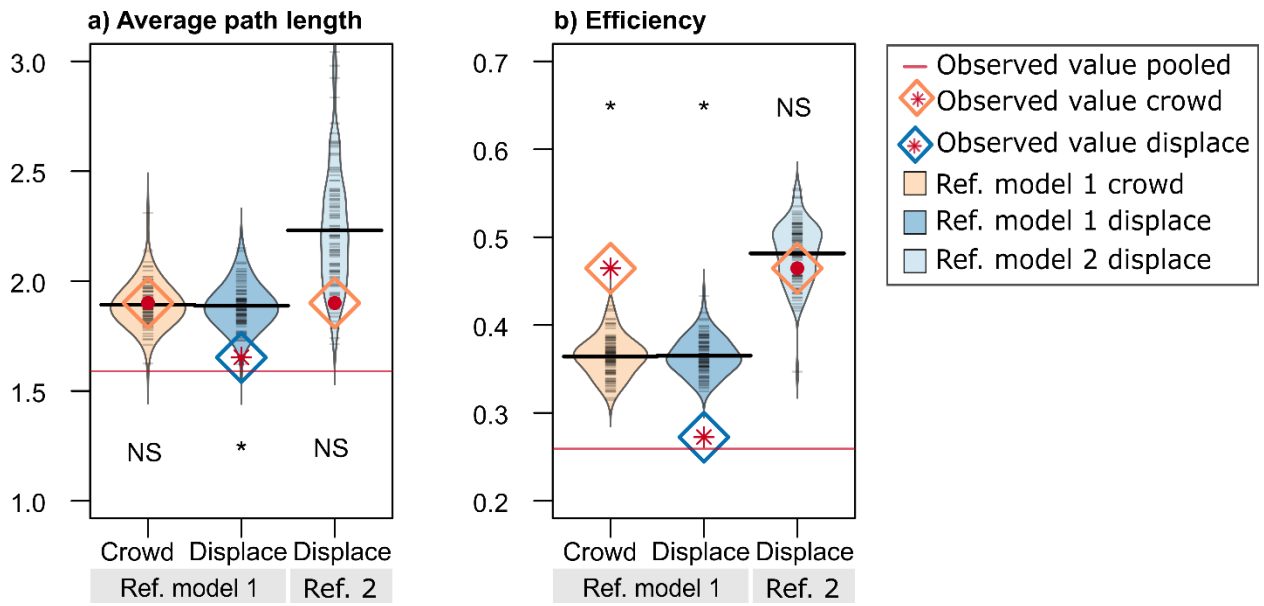 a) Average path length
3.0
2.5
2.0
1.5
1.0
NS
*
NS
Crowd Displace Displace
Ref. model 1 Ref. 2
b) Efficiency
0.7
0.6
0.5
0.4
0.3
0.2
* * NS
Crowd Displace Displace
Ref. model 1 Ref. 2
Observed value pooled
Observed value crowd
Observed value displace
Ref. model 1 crowd
Ref. model 1 displace
Ref. model 2 displace